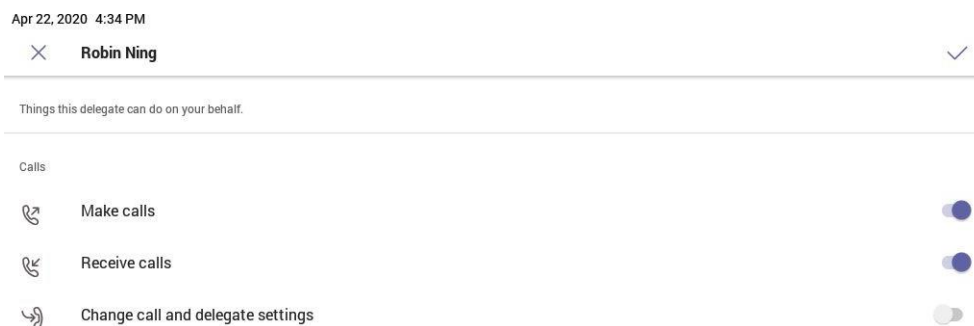 Apr 22, 2020 4:34 PM
Robin Ning
Things this delegate can do on your behalf.
Calls
Make calls
Receive calls
Change call and delegate settings